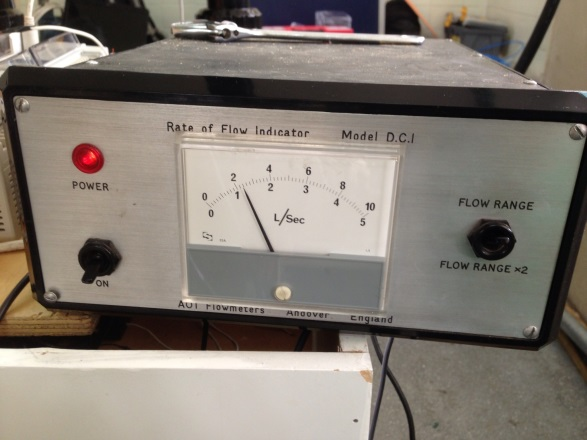 Rate of Flow Indicator Model D.C.1
POWER
0 2 4 6 8 10
0 1 2 3 4 5
L/Sec
FLOW RANGE
FLOW RANGE ×2
ON
AOT Flowmeters Andover England